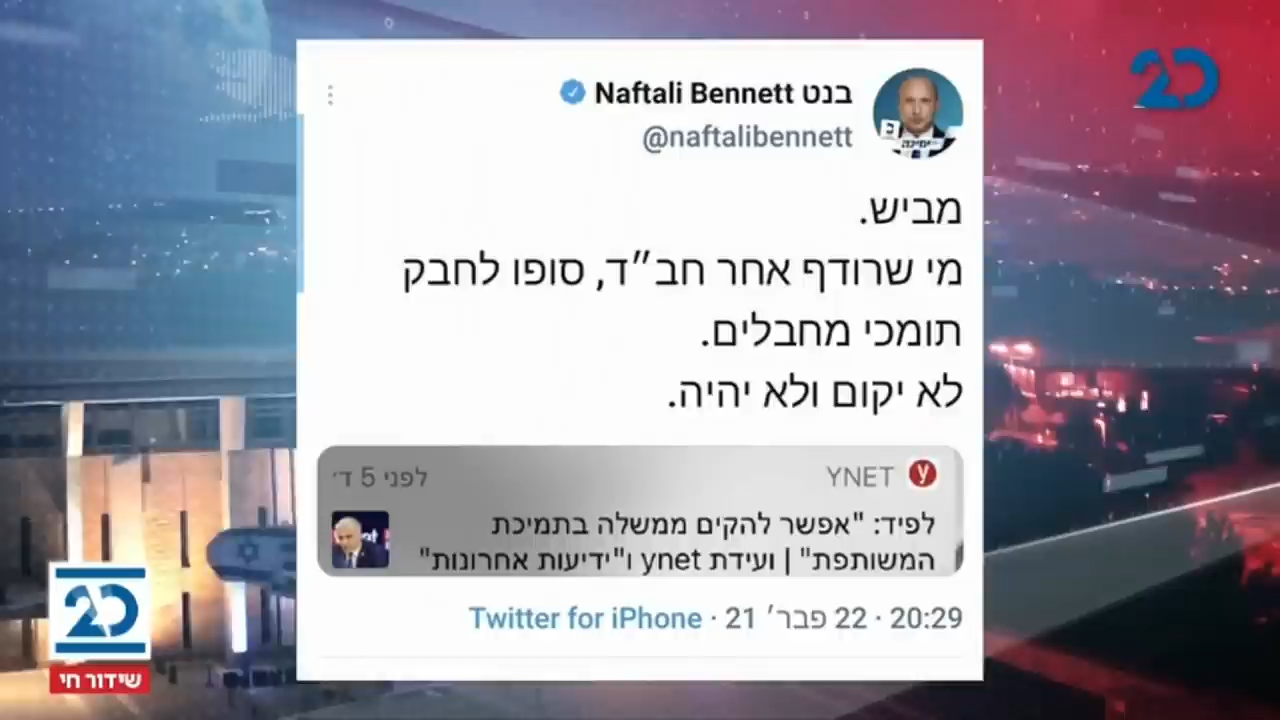 20
בנט Naftali Bennett
@naftalibennett
ימינה
מביש.
מי שרודף אחר חב״ד, סופו לחבק
תומכי מחבלים.
לא יקום ולא יהיה.
YNET לפני 5 ד׳
לפיד: "אפשר להקים ממשלה בתמיכת
המשותפת" | ועידת ynet ו"ידיעות אחרונות"
20:29 · 22 פבר׳ 21 · Twitter for iPhone
20
שידור חי